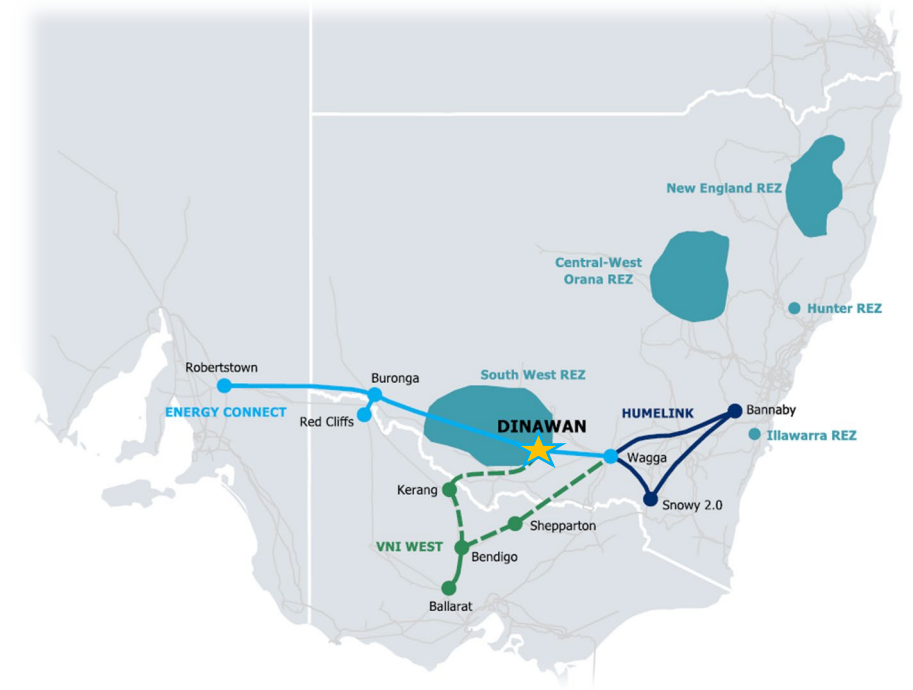 New England REZ
Central-West
Orana REZ
Hunter REZ
Robertstown
Buronga
South West REZ
ENERGY CONNECT
Red Cliffs
DINAWAN
HUMELINK
Bannaby
Illawarra REZ
Wagga
Kerang
Snowy 2.0
Shepparton
VNI WEST
Bendigo
Ballarat